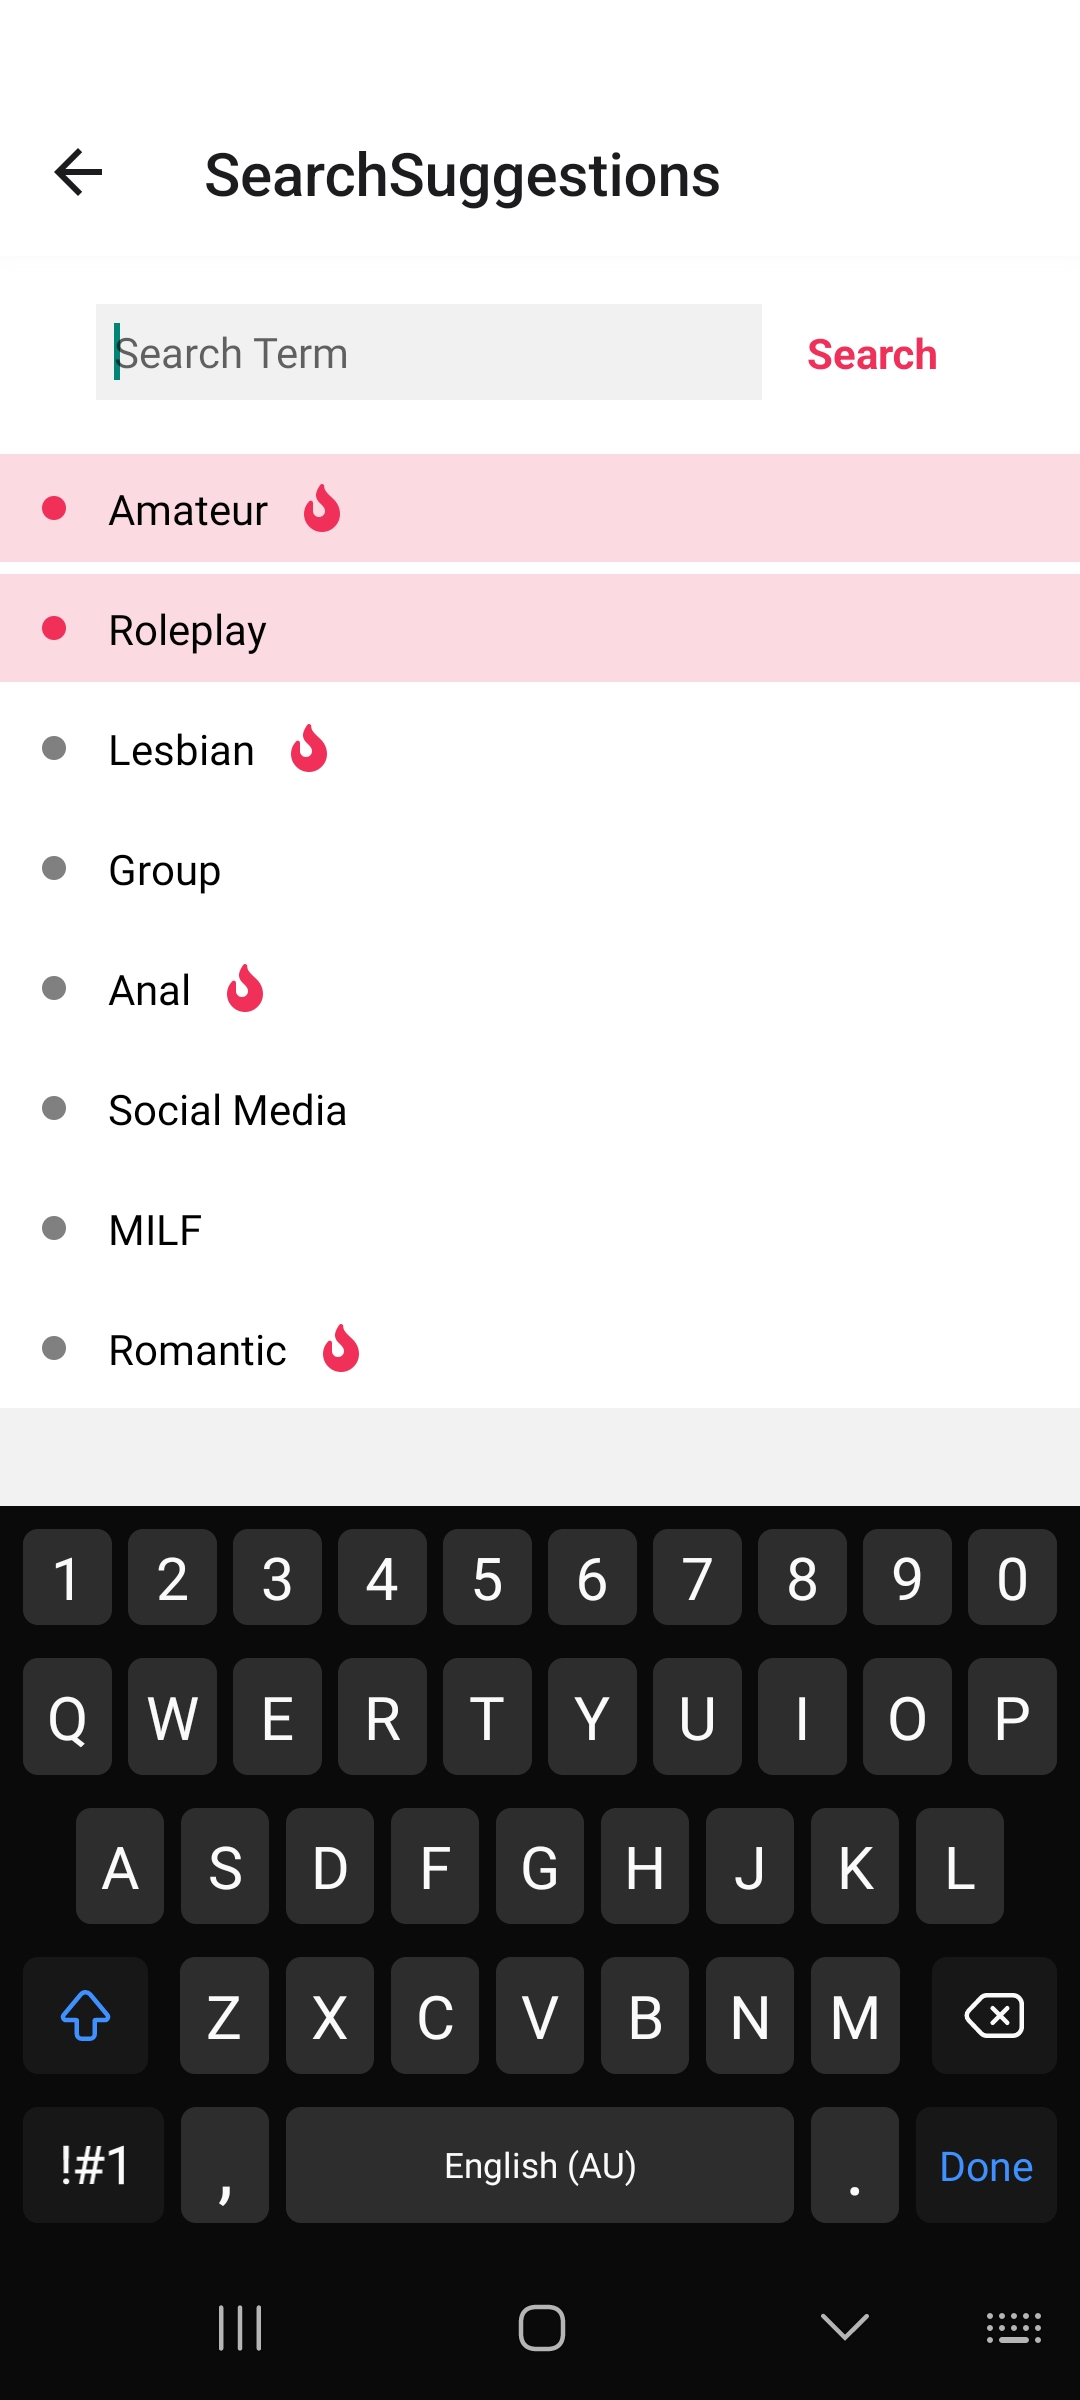 SearchSuggestions
Search Term Search
Amateur
Roleplay
Lesbian
Group
Anal
Social Media
MILF
Romantic
1 2 3 4 5 6 7 8 9 0
Q W E R T Y U I O P
A S D F G H J K L
Z X C V B N M
!#1 , English (AU) . Done